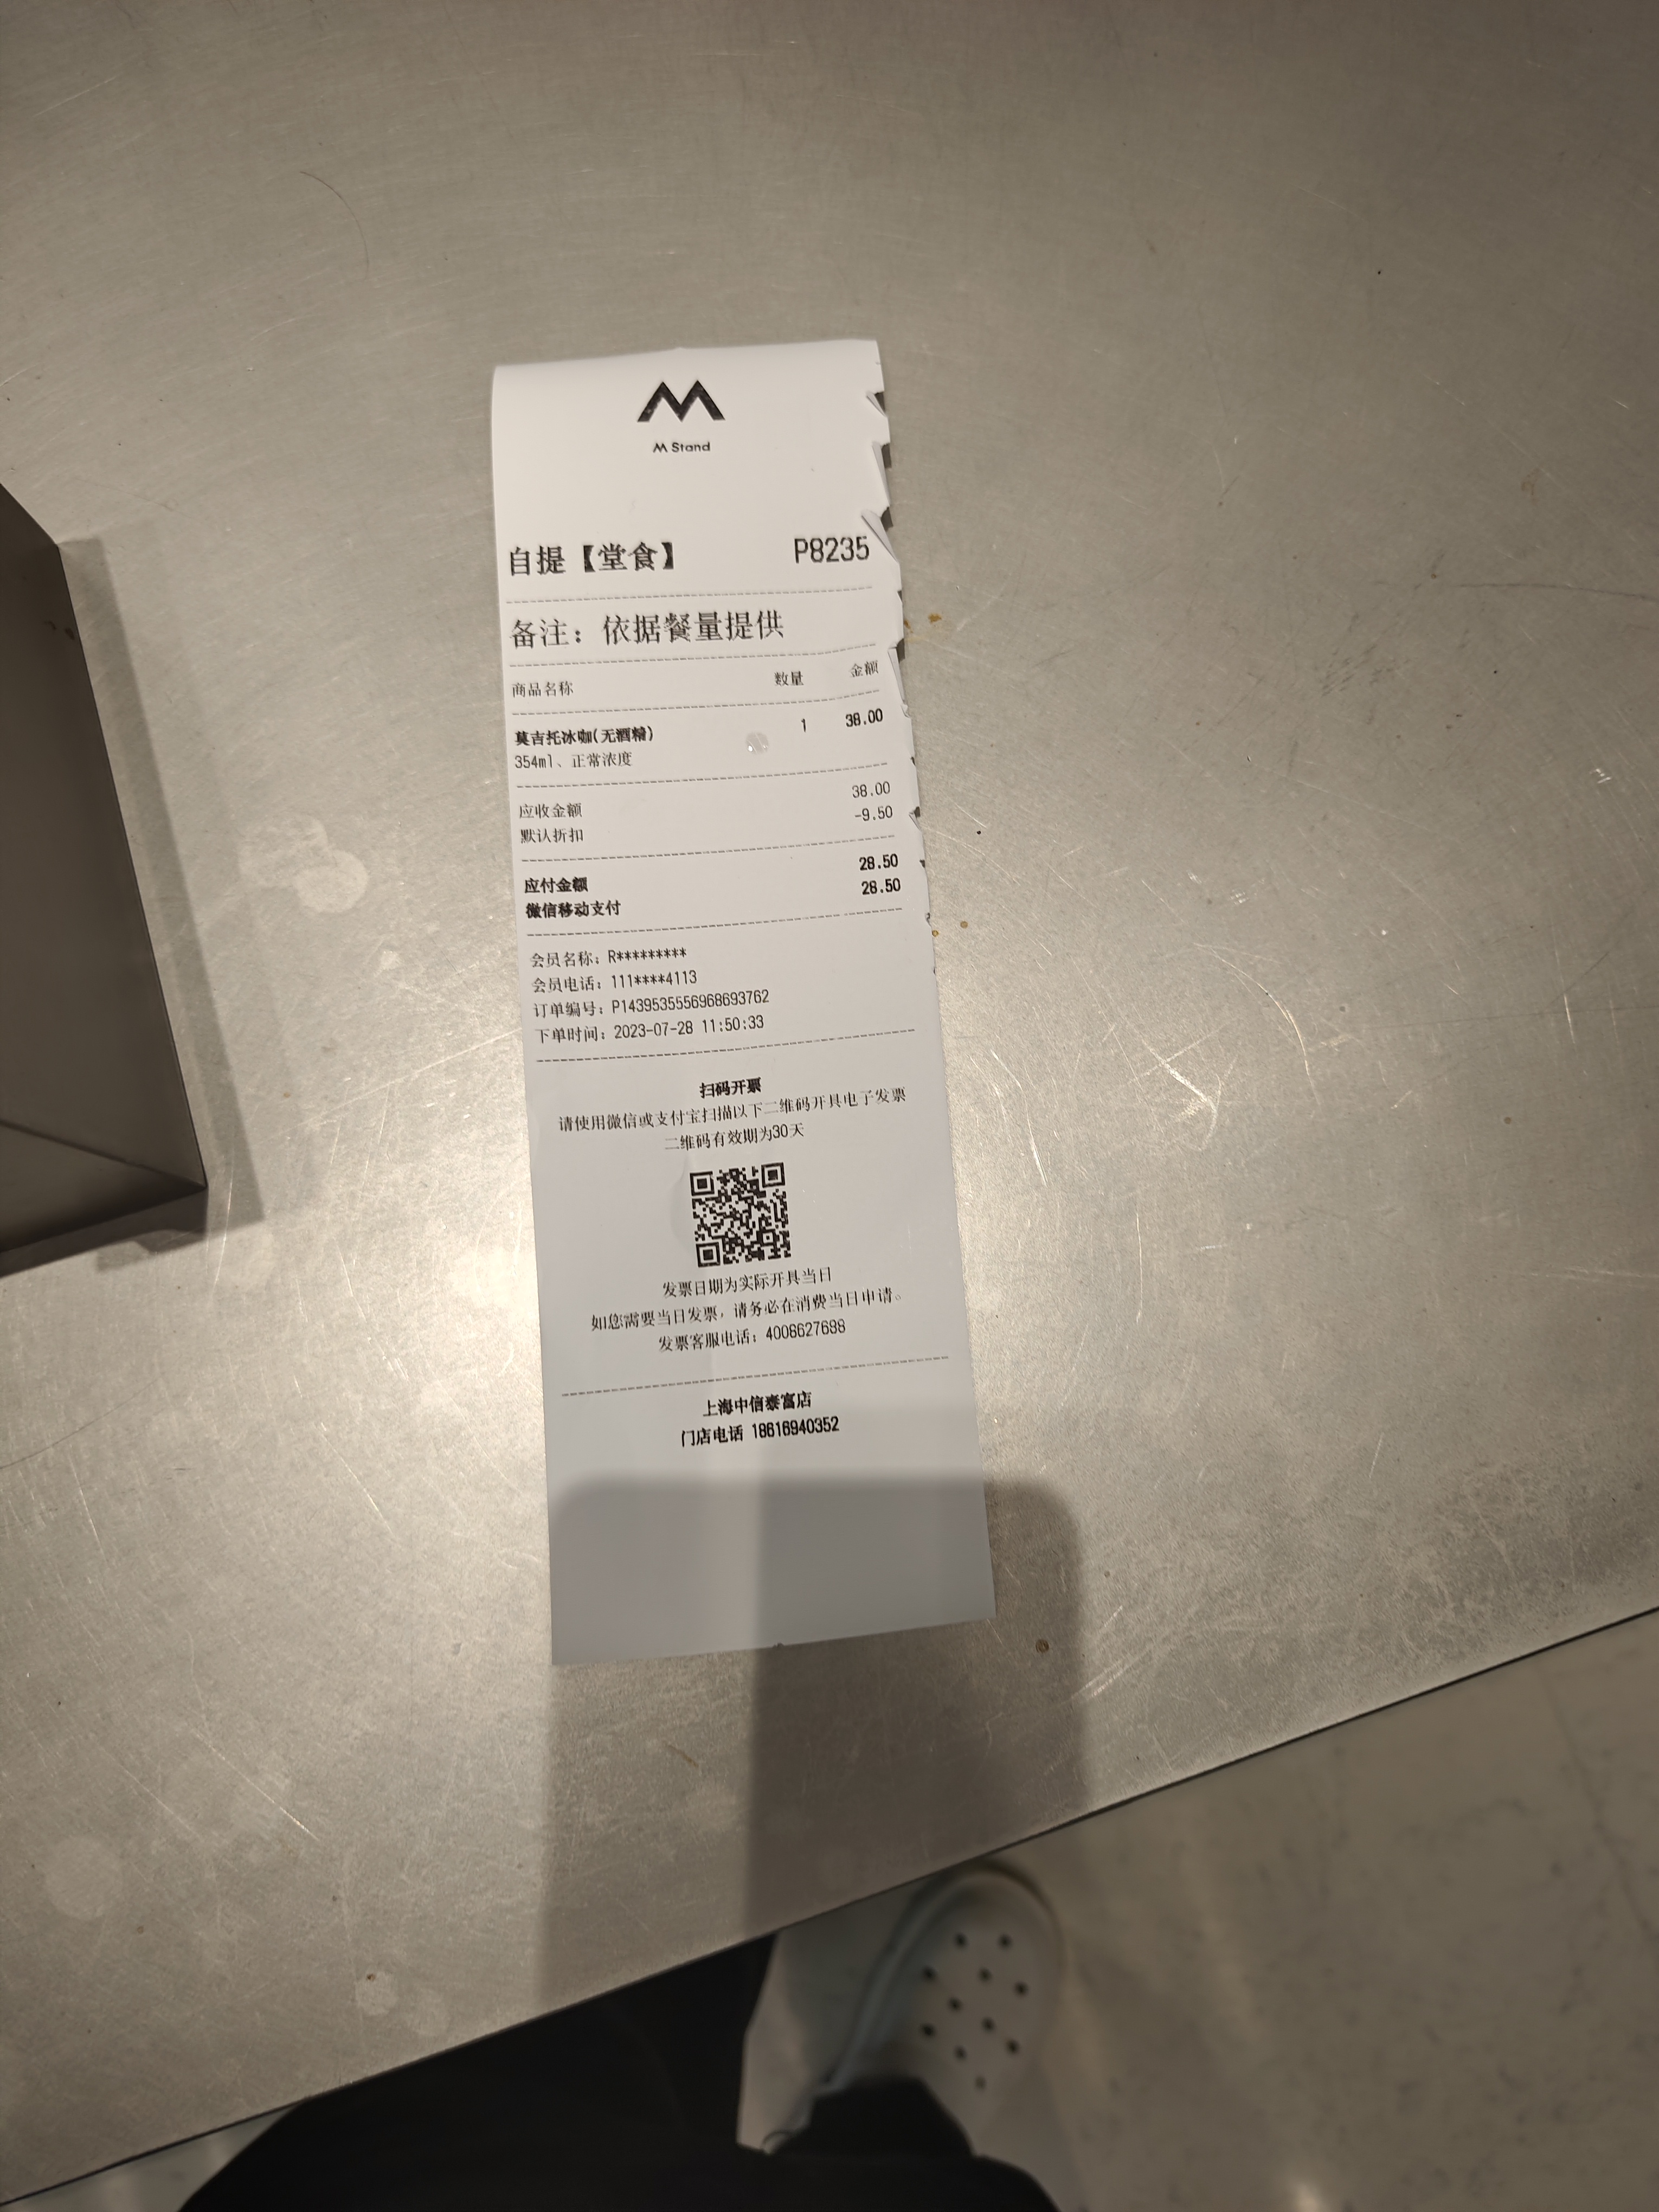 M Stand
自提【堂食】 P8235
备注：依据餐量提供
商品名称 数量 金额
莫吉托冰咖(无酒精) 1 38.00
354ml、正常浓度
应收金额 38.00
默认折扣 -9.50
应付金额 28.50
微信移动支付 28.50
会员名称：R*********
会员电话：111****4113
订单编号：P1439535556968693762
下单时间：2023-07-28 11:50:33
扫码开票
请使用微信或支付宝扫描以下二维码开具电子发票
二维码有效期为30天
发票日期为实际开具当日
如您需要当日发票，请务必在消费当日申请。
发票客服电话：4008627688
上海中信泰富店
门店电话 18616940352